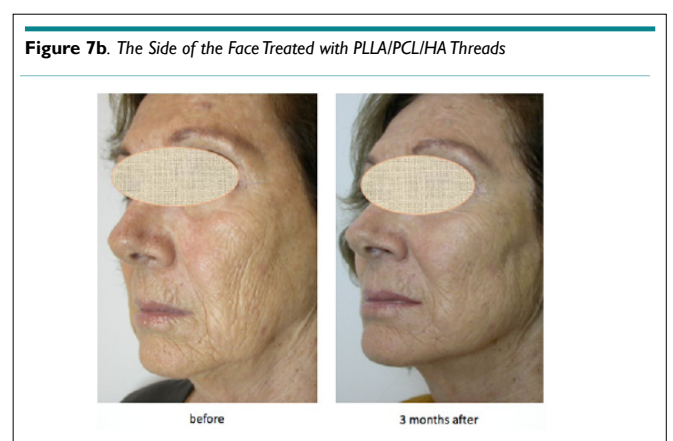 Figure 7b. The Side of the Face Treated with PLLA/PCL/HA Threads
before
3 months after